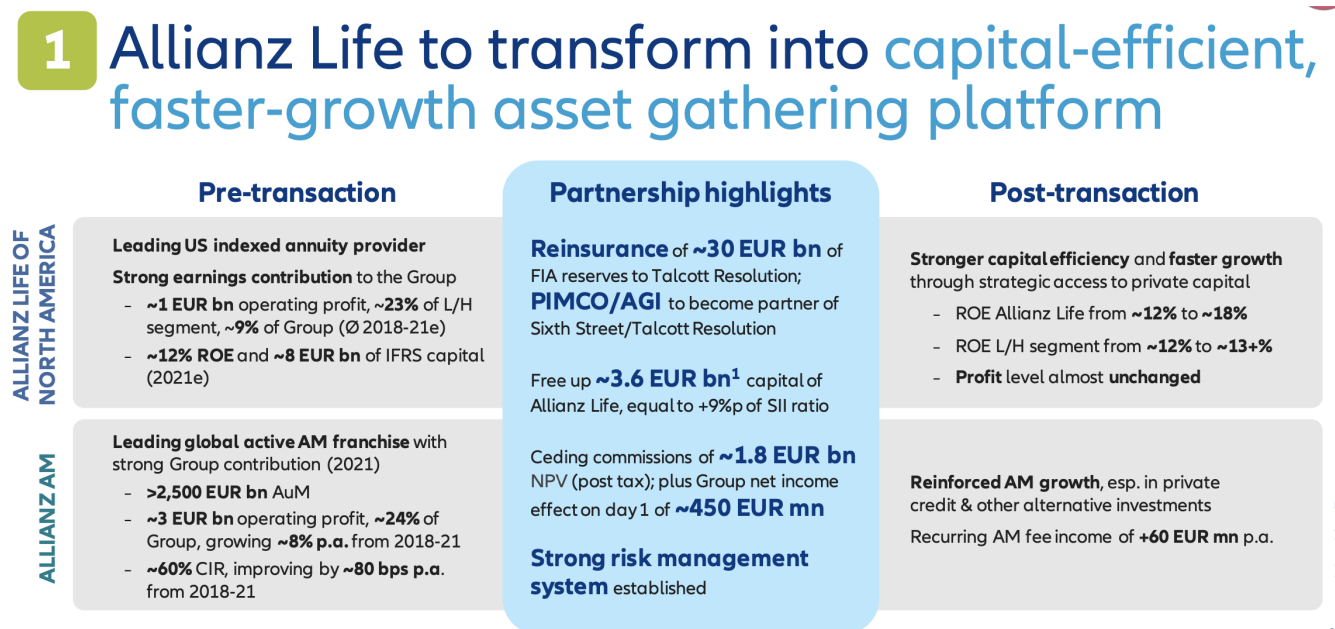 1
Allianz Life to transform into capital-efficient,
faster-growth asset gathering platform
Pre-transaction
Partnership highlights
Post-transaction
ALLIANZ LIFE OF
NORTH AMERICA
Leading US indexed annuity provider
Strong earnings contribution to the Group
- ~1 EUR bn operating profit, ~23% of L/H
segment, ~9% of Group (Ø 2018-21e)
- ~12% ROE and ~8 EUR bn of IFRS capital
(2021e)
Reinsurance of ~30 EUR bn of
FIA reserves to Talcott Resolution;
PIMCO/AGI to become partner of
Sixth Street/Talcott Resolution
Free up ~3.6 EUR bn¹ capital of
Allianz Life, equal to +9%p of SII ratio
Ceding commissions of ~1.8 EUR bn
NPV (post tax); plus Group net income
effect on day 1 of ~450 EUR mn
Strong risk management
system established
Stronger capital efficiency and faster growth
through strategic access to private capital
- ROE Allianz Life from ~12% to ~18%
- ROE L/H segment from ~12% to ~13+%
- Profit level almost unchanged
ALLIANZ AM
Leading global active AM franchise with
strong Group contribution (2021)
- >2,500 EUR bn AuM
- ~3 EUR bn operating profit, ~24% of
Group, growing ~8% p.a. from 2018-21
- ~60% CIR, improving by ~80 bps p.a.
from 2018-21
Reinforced AM growth, esp. in private
credit & other alternative investments
Recurring AM fee income of +60 EUR mn p.a.